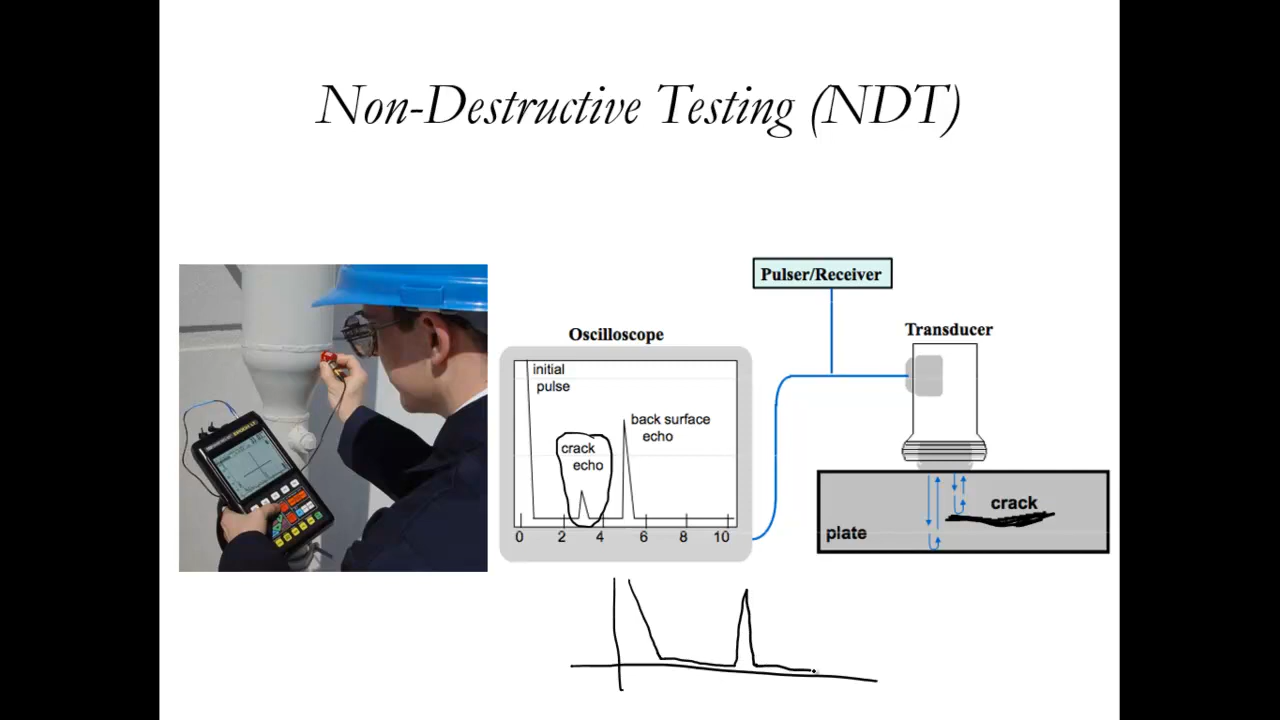 Non-Destructive Testing (NDT)
Pulser/Receiver
Oscilloscope
Transducer
initial
pulse
back surface
echo
crack
echo
0 2 4 6 8 10
crack
plate